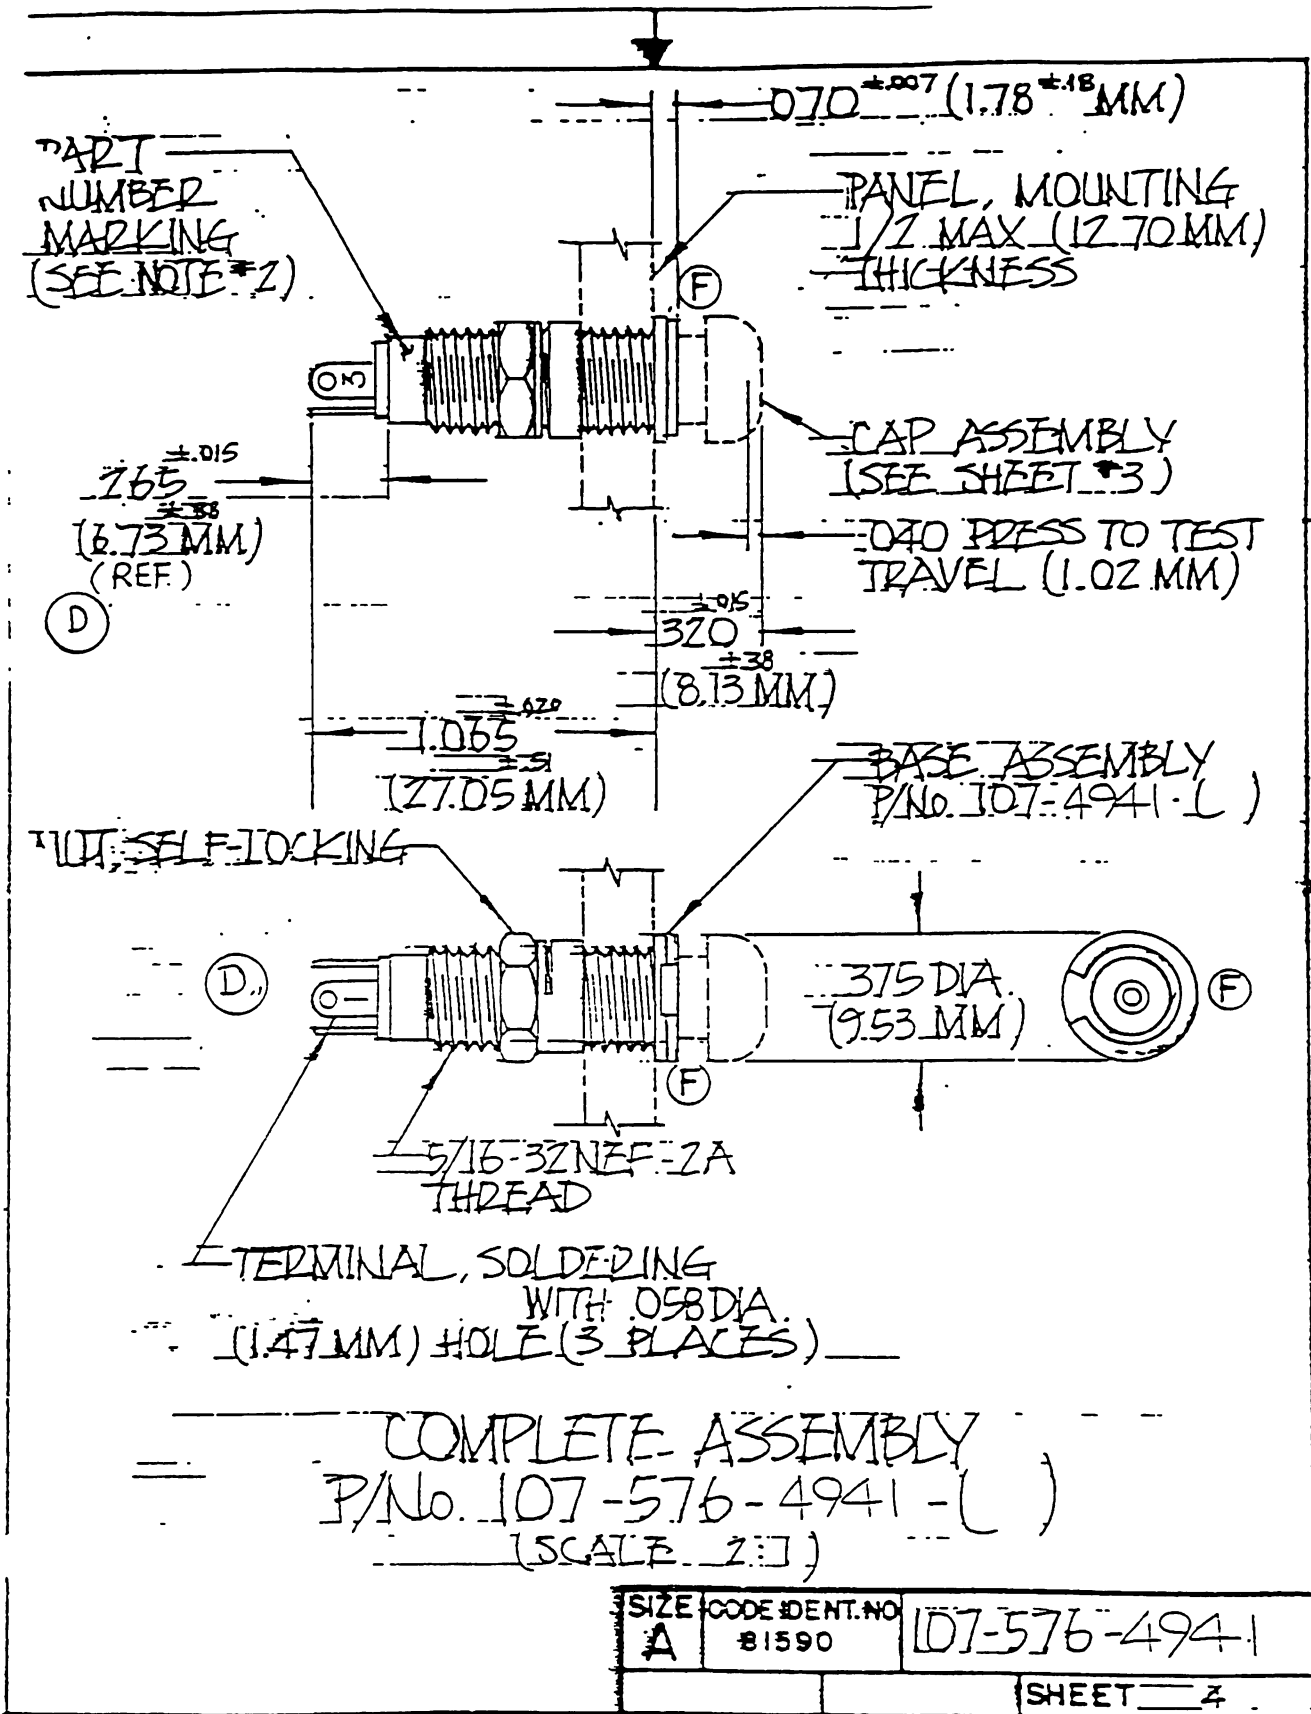 .070 ±.007 (1.78 ±.18 MM)
PART
NUMBER
MARKING
(SEE NOTE #2)
PANEL, MOUNTING
1/2 MAX (12.70 MM)
THICKNESS
F
03
CAP ASSEMBLY
(SEE SHEET #3)
.265 ±.015
(6.73 ±.38 MM)
(REF.)
D
.040 PRESS TO TEST
TRAVEL (1.02 MM)
.320 ±.015
(8.13 ±.38 MM)
1.065 ±.020
(27.05 ±.51 MM)
BASE ASSEMBLY
P/No. 107-4941-( )
NUT, SELF-LOCKING
D
.375 DIA.
(9.53 MM)
F
F
5/16-32 NEF-2A
THREAD
TERMINAL, SOLDERING
WITH .058 DIA.
(1.47 MM) HOLE (3 PLACES)
COMPLETE ASSEMBLY
P/No. 107-576-4941-( )
(SCALE 2:1)
SIZE
A
CODE IDENT. NO
81590
107-576-4941
SHEET